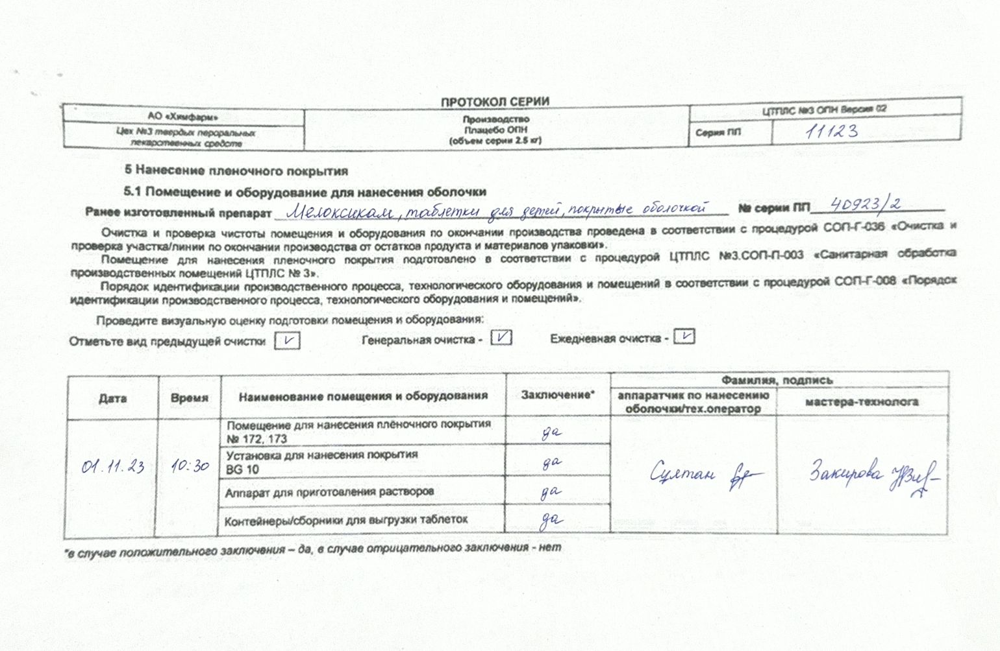 ПРОТОКОЛ СЕРИИ
АО «Химфарм»
Цех №3 твердых пероральных
лекарственных средств
Производство
Плацебо ОПН
(объем серии 2.5 кг)
ЦТПЛС №3 ОПН Версия 02
Серия ПП 11123
5 Нанесение пленочного покрытия
5.1 Помещение и оборудование для нанесения оболочки
Ранее изготовленный препарат Мелоксикам, таблетки для детей, покрытые оболочкой № серии ПП 40923/2
Очистка и проверка чистоты помещения и оборудования по окончании производства проведена в соответствии с процедурой СОП-Г-036 «Очистка и
проверка участка/линии по окончании производства от остатков продукта и материалов упаковки».
Помещение для нанесения пленочного покрытия подготовлено в соответствии с процедурой ЦТПЛС №3.СОП-П-003 «Санитарная обработка
производственных помещений ЦТПЛС № 3».
Порядок идентификации производственного процесса, технологического оборудования и помещений в соответствии с процедурой СОП-Г-008 «Порядок
идентификации производственного процесса, технологического оборудования и помещений».
Проведите визуальную оценку подготовки помещения и оборудования:
Отметьте вид предыдущей очистки ☑ Генеральная очистка - ☑ Ежедневная очистка - ☑
Дата
Время
Наименование помещения и оборудования
Заключение*
Фамилия, подпись
аппаратчик по нанесению
оболочки/тех.оператор
мастера-технолога
01.11.23
10:30
Помещение для нанесения плёночного покрытия
№ 172, 173
да
Установка для нанесения покрытия
BG 10
да
Аппарат для приготовления растворов
да
Контейнеры/сборники для выгрузки таблеток
да
Султан
Закирова
*в случае положительного заключения – да, в случае отрицательного заключения - нет